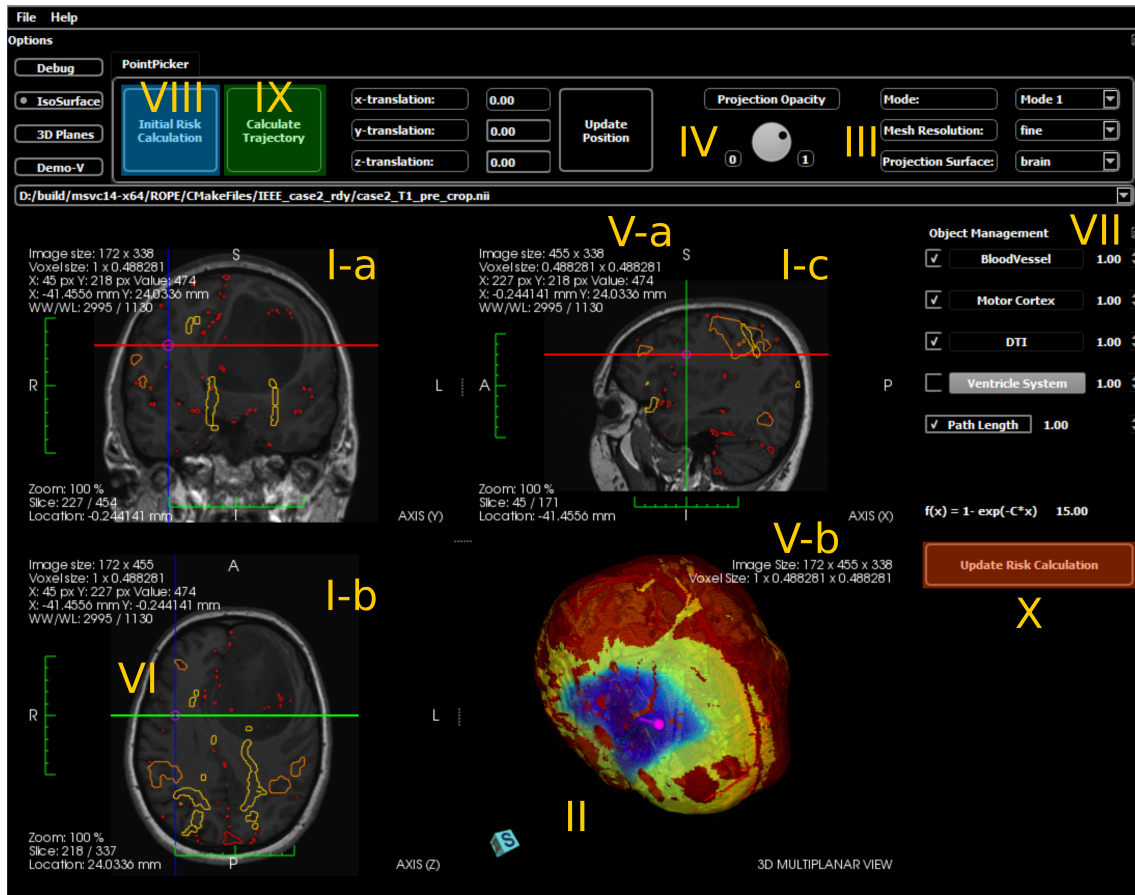 File Help
Options
Debug
IsoSurface
3D Planes
Demo-V
PointPicker
VIII
Initial Risk
Calculation
IX
Calculate
Trajectory
x-translation: 0.00
y-translation: 0.00
z-translation: 0.00
Update
Position
Projection Opacity
IV
0 1
III
Mode: Mode 1
Mesh Resolution: fine
Projection Surface: brain
D:/build/msvc14-x64/ROPE/CMakeFiles/IEEE_case2_rdy/case2_T1_pre_crop.nii
Image size: 172 x 338
Voxel size: 1 x 0.488281
X: 45 px Y: 218 px Value: 474
X: -41.4556 mm Y: 24.0336 mm
WW/WL: 2995 / 1130
S
I-a
R
L
Zoom: 100 %
Slice: 227 / 454
Location: -0.244141 mm
I
AXIS (Y)
V-a
Image size: 455 x 338
Voxel size: 0.488281 x 0.488281
X: 227 px Y: 218 px Value: 474
X: -0.244141 mm Y: 24.0336 mm
WW/WL: 2995 / 1130
S
I-c
A
P
Zoom: 100 %
Slice: 45 / 171
Location: -41.4556 mm
I
AXIS (X)
Object Management
VII
BloodVessel 1.00
Motor Cortex 1.00
DTI 1.00
Ventricle System 1.00
Path Length 1.00
f(x) = 1- exp(-C*x) 15.00
Update Risk Calculation
X
Image size: 172 x 455
Voxel size: 1 x 0.488281
X: 45 px Y: 227 px Value: 474
X: -41.4556 mm Y: -0.244141 mm
WW/WL: 2995 / 1130
A
I-b
VI
R
L
Zoom: 100 %
Slice: 218 / 337
Location: 24.0336 mm
P
AXIS (Z)
V-b
Image size: 172 x 455 x 338
Voxel Size: 1 x 0.488281 x 0.488281
II
S
3D MULTIPLANAR VIEW